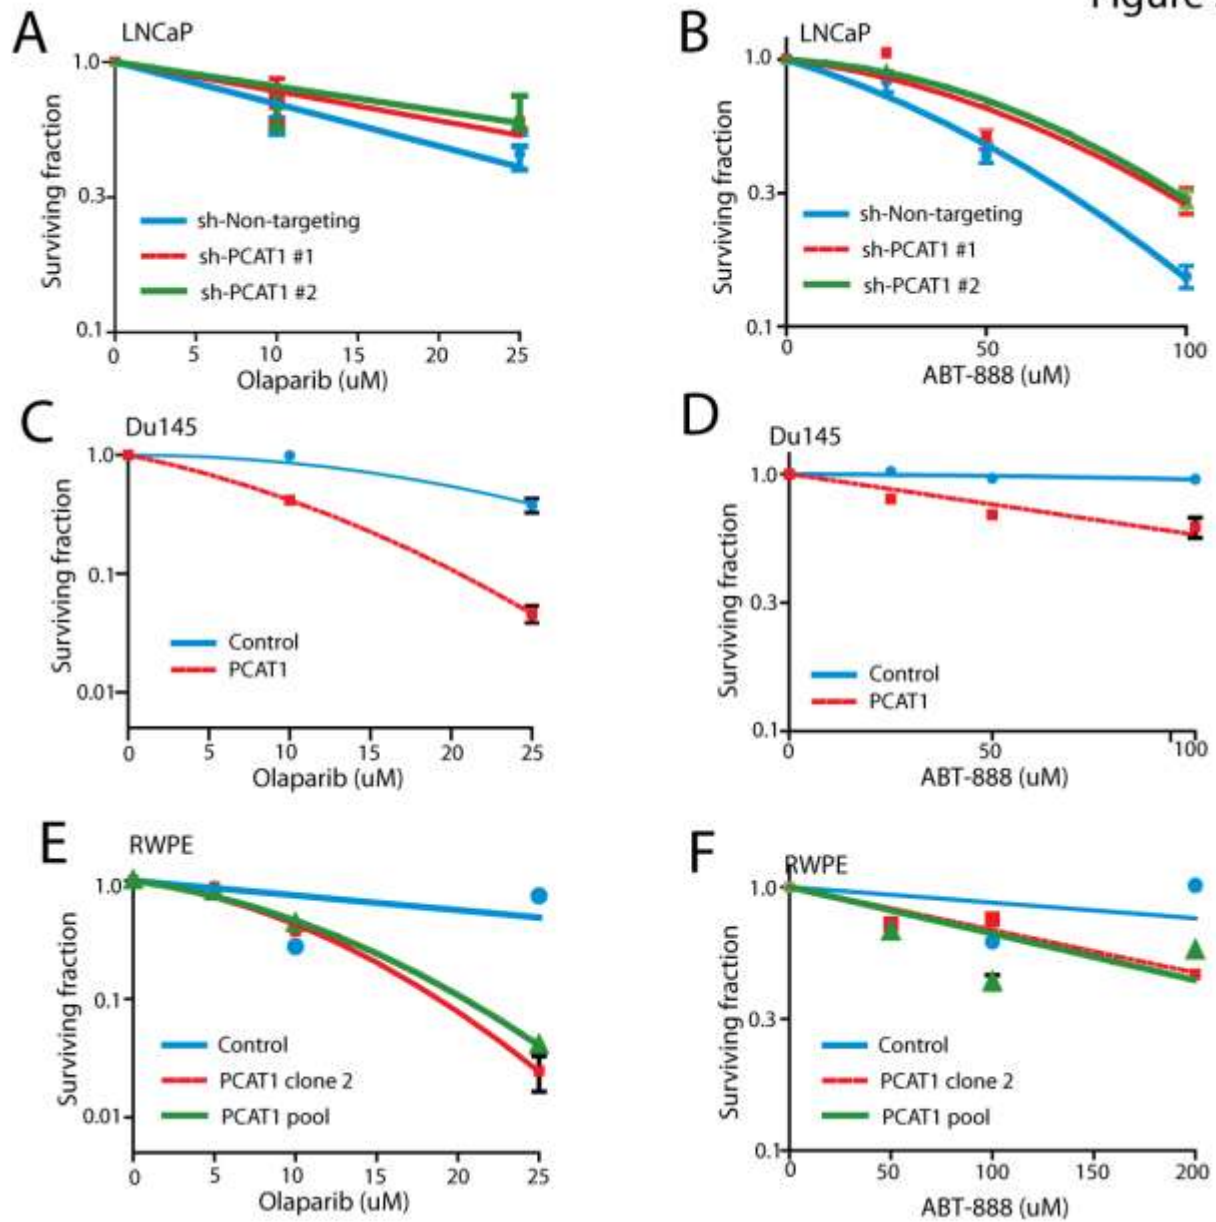 Figure
A
LNCaP
Surviving fraction
1.0
0.3
0.1
sh-Non-targeting
sh-PCAT1 #1
sh-PCAT1 #2
0 5 10 15 20 25
Olaparib (uM)
B
LNCaP
Surviving fraction
1.0
0.3
0.1
sh-Non-targeting
sh-PCAT1 #1
sh-PCAT1 #2
0 50 100
ABT-888 (uM)
C
Du145
Surviving fraction
1.0
0.1
0.01
Control
PCAT1
0 5 10 15 20 25
Olaparib (uM)
D
Du145
Surviving fraction
1.0
0.3
0.1
Control
PCAT1
0 50 100
ABT-888 (uM)
E
RWPE
Surviving fraction
1.0
0.1
0.01
Control
PCAT1 clone 2
PCAT1 pool
0 5 10 15 20 25
Olaparib (uM)
F
RWPE
Surviving fraction
1.0
0.3
0.1
Control
PCAT1 clone 2
PCAT1 pool
0 50 100 150 200
ABT-888 (uM)